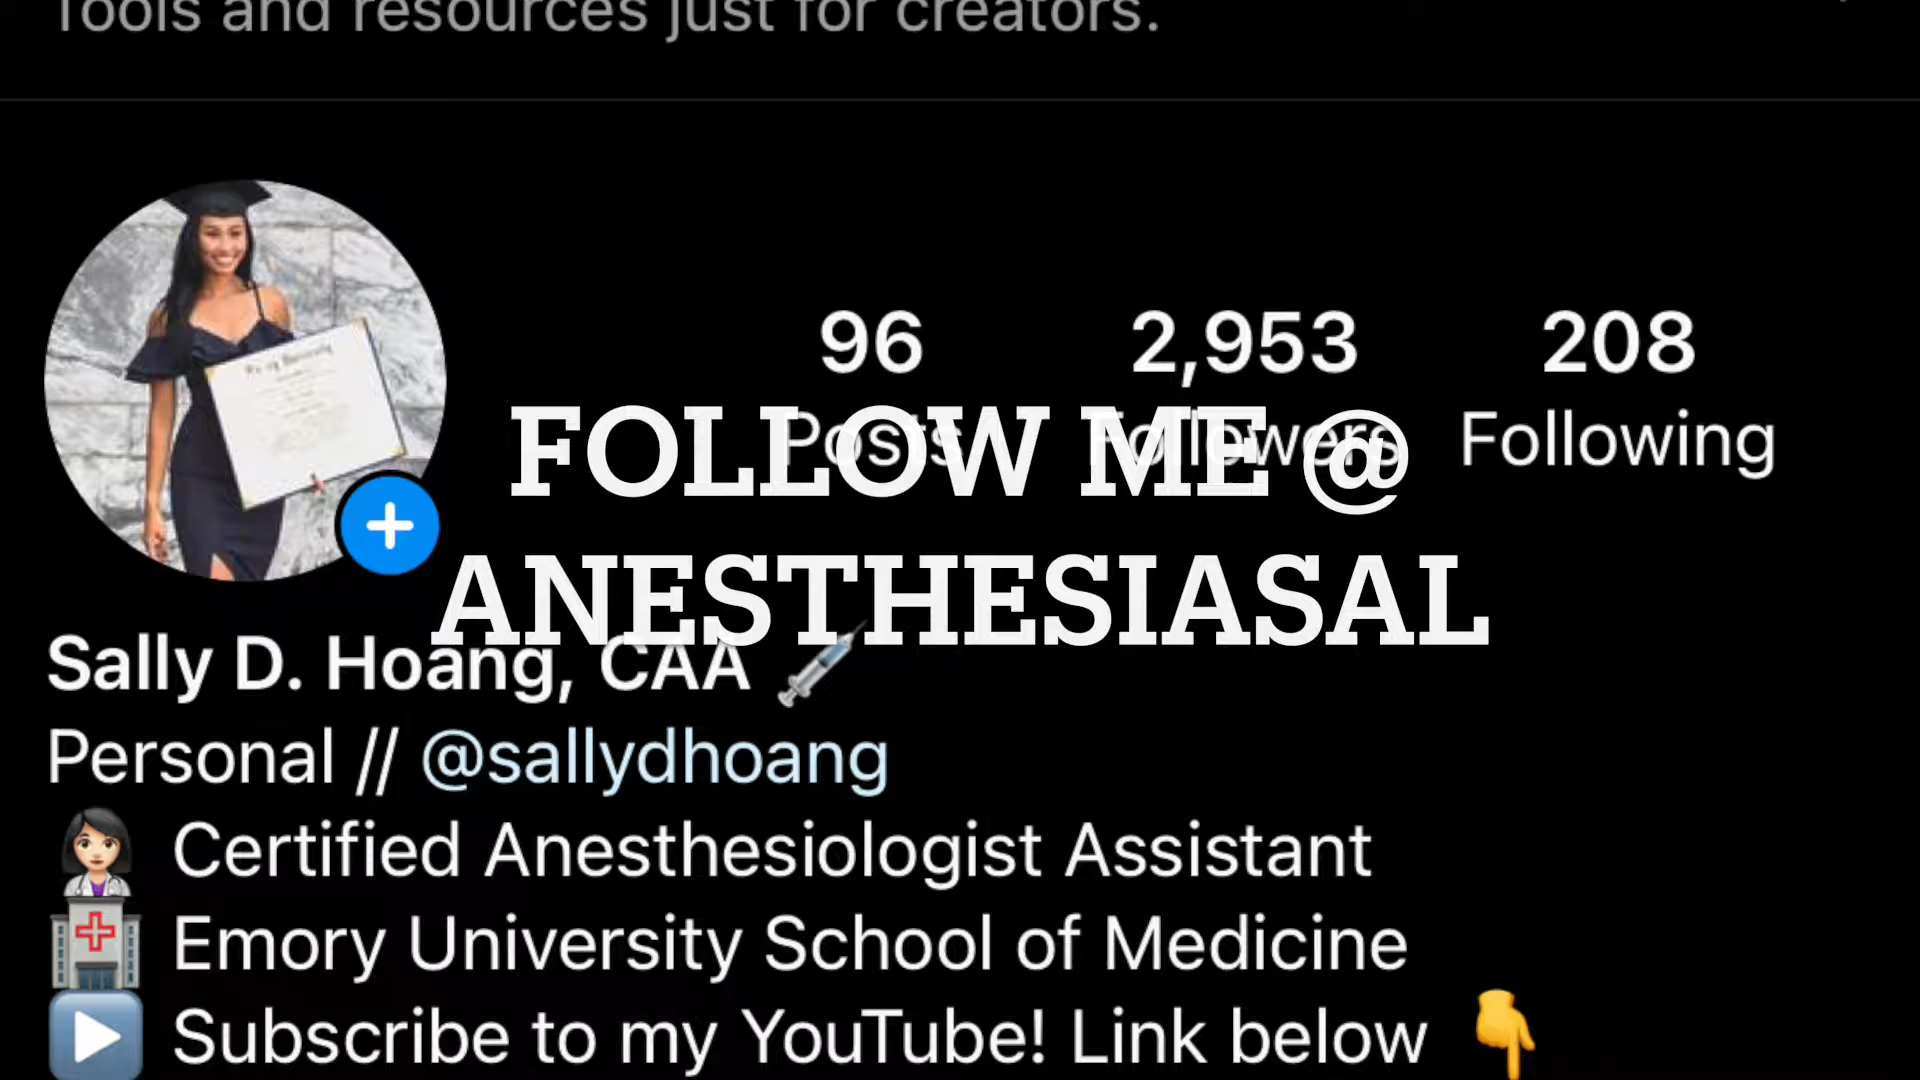 Tools and resources just for creators.
96 2,953 208
Posts Followers Following
FOLLOW ME @
ANESTHESIASAL
Sally D. Hoang, CAA
Personal // @sallydhoang
Certified Anesthesiologist Assistant
Emory University School of Medicine
Subscribe to my YouTube! Link below